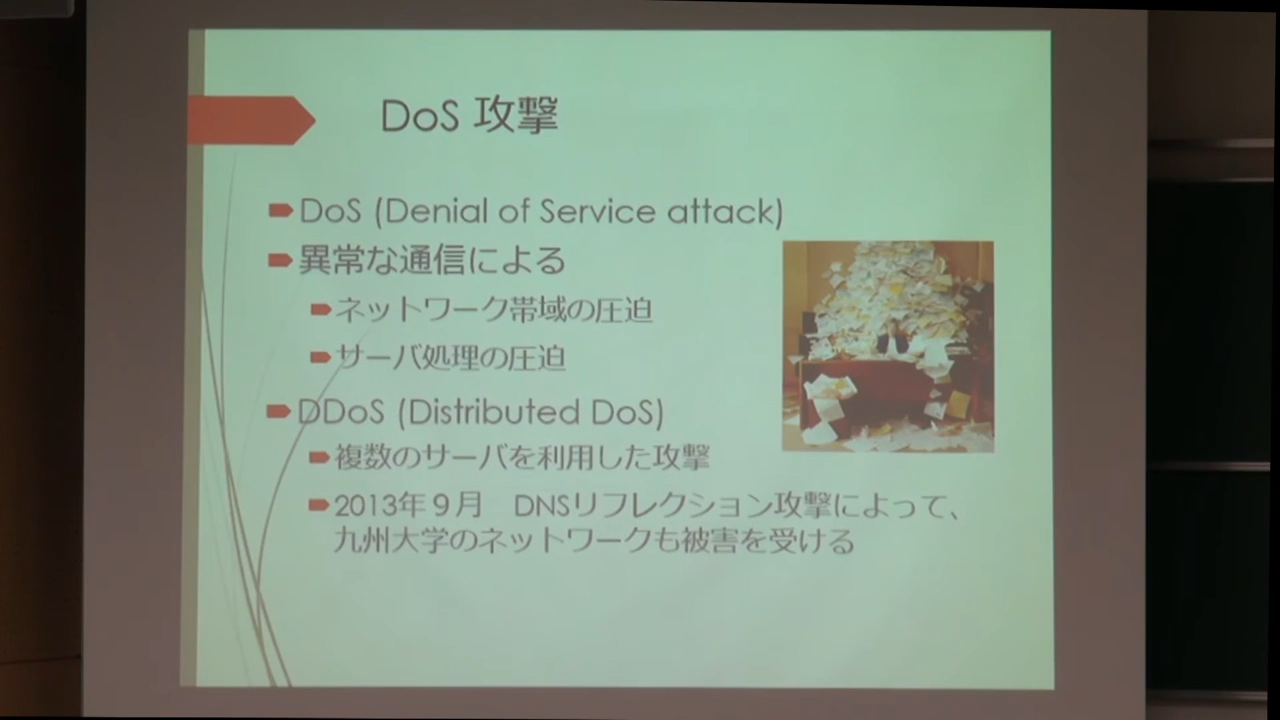 DoS 攻撃
DoS (Denial of Service attack)
異常な通信による
ネットワーク帯域の圧迫
サーバ処理の圧迫
DDoS (Distributed DoS)
複数のサーバを利用した攻撃
2013年９月　DNSリフレクション攻撃によって、
九州大学のネットワークも被害を受ける